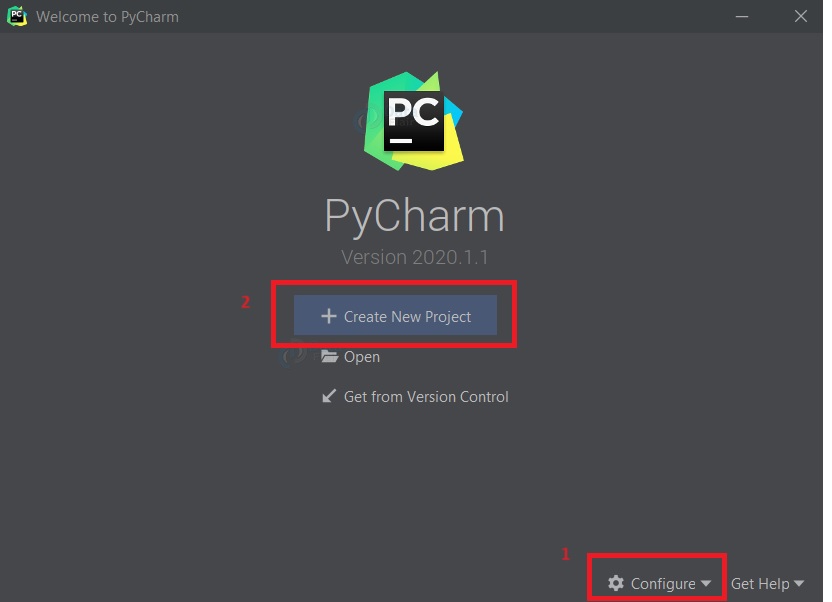 PC
Welcome to PyCharm
PC
PyCharm
Version 2020.1.1
2
Create New Project
Open
Get from Version Control
1
Configure
Get Help